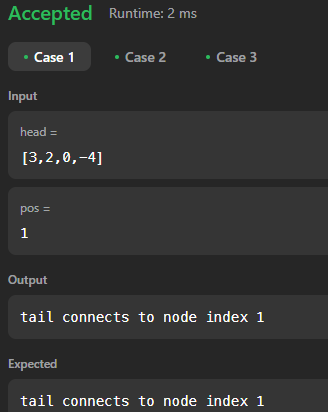 Accepted Runtime: 2 ms
• Case 1 • Case 2 • Case 3
Input
head =
[3,2,0,-4]
pos =
1
Output
tail connects to node index 1
Expected
tail connects to node index 1